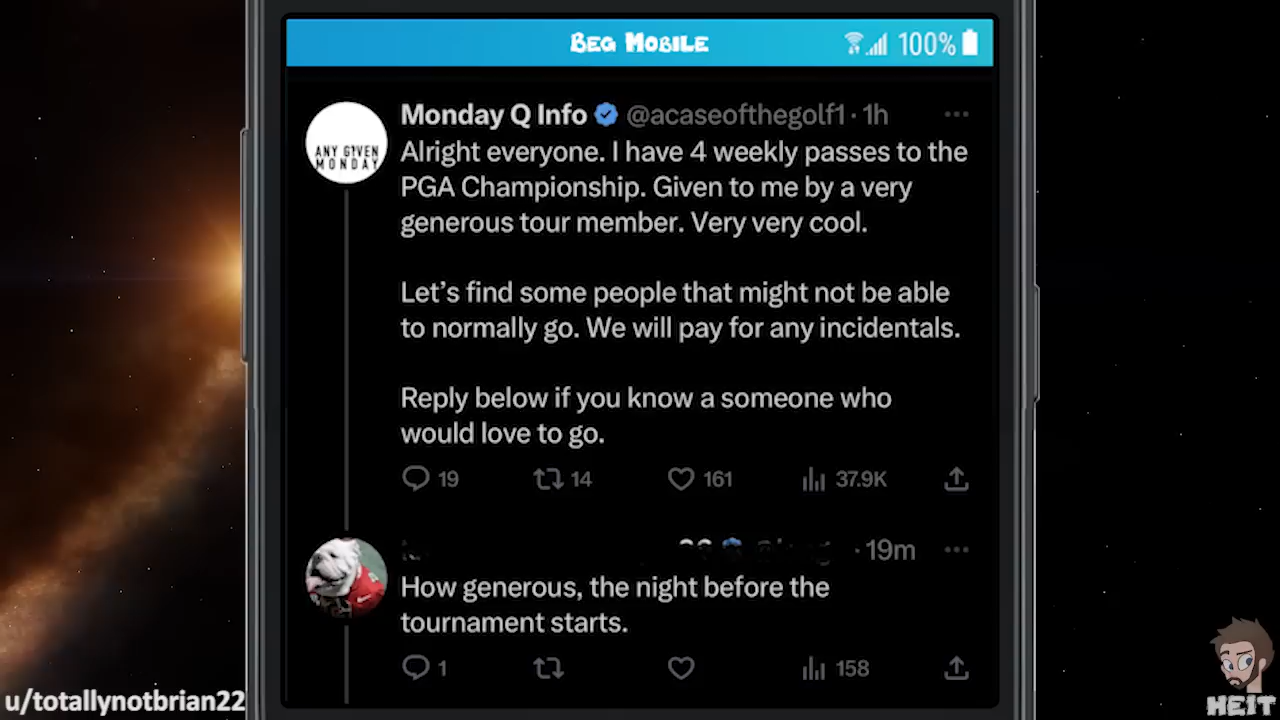 BEG MOBILE
100%
ANY GIVEN
MONDAY
Monday Q Info @acaseofthegolf1 · 1h
Alright everyone. I have 4 weekly passes to the
PGA Championship. Given to me by a very
generous tour member. Very very cool.
Let's find some people that might not be able
to normally go. We will pay for any incidentals.
Reply below if you know a someone who
would love to go.
19 14 161 37.9K
· 19m
How generous, the night before the
tournament starts.
1 158
u/totallynotbrian22
HEIT